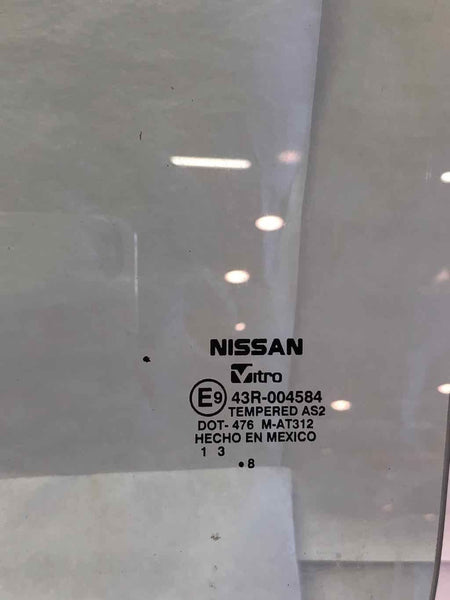 NISSAN
Vitro
E9 43R-004584
TEMPERED AS2
DOT- 476 M-AT312
HECHO EN MEXICO
1 3
•8